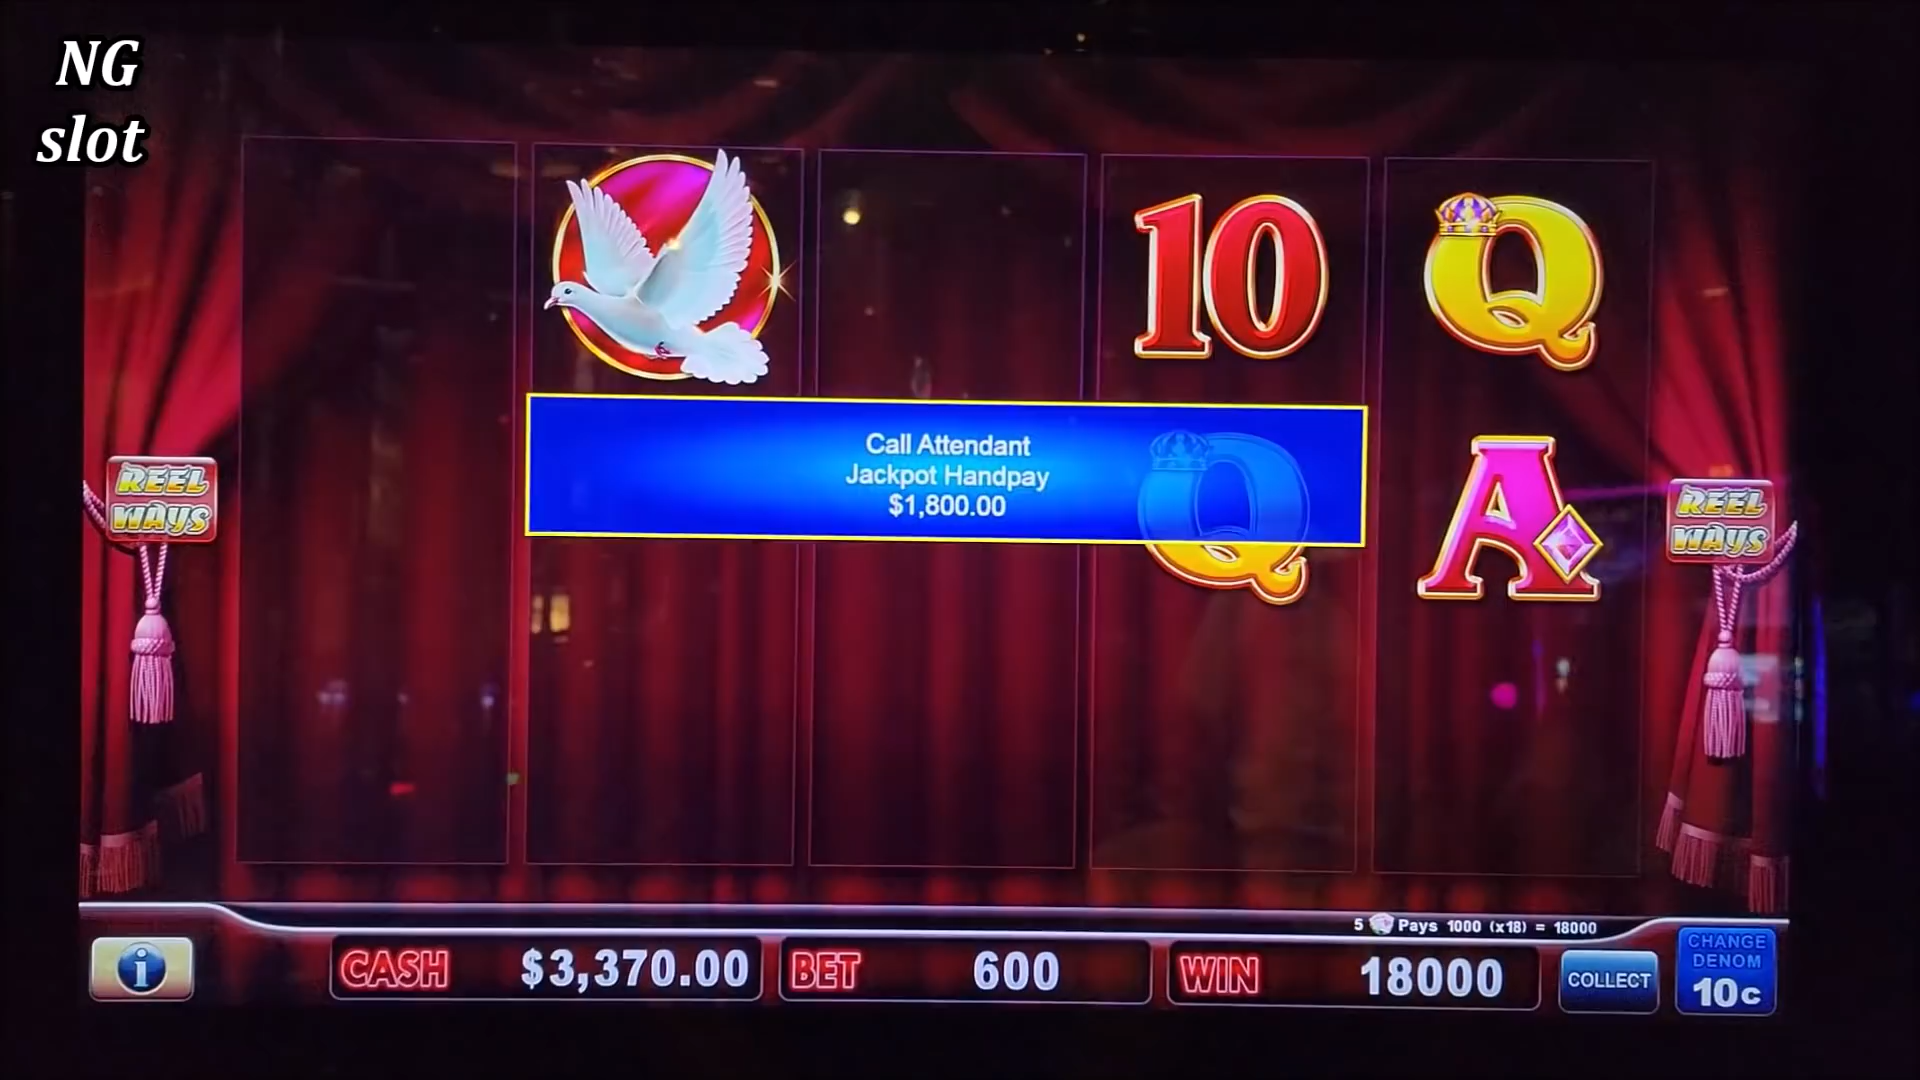 NG
slot
10
Q
Call Attendant
Jackpot Handpay
$1,800.00
Q
A
REEL
WAYS
REEL
WAYS
5 Pays 1000 (x18) = 18000
CASH $3,370.00
BET 600
WIN 18000
COLLECT
CHANGE
DENOM
10c
i